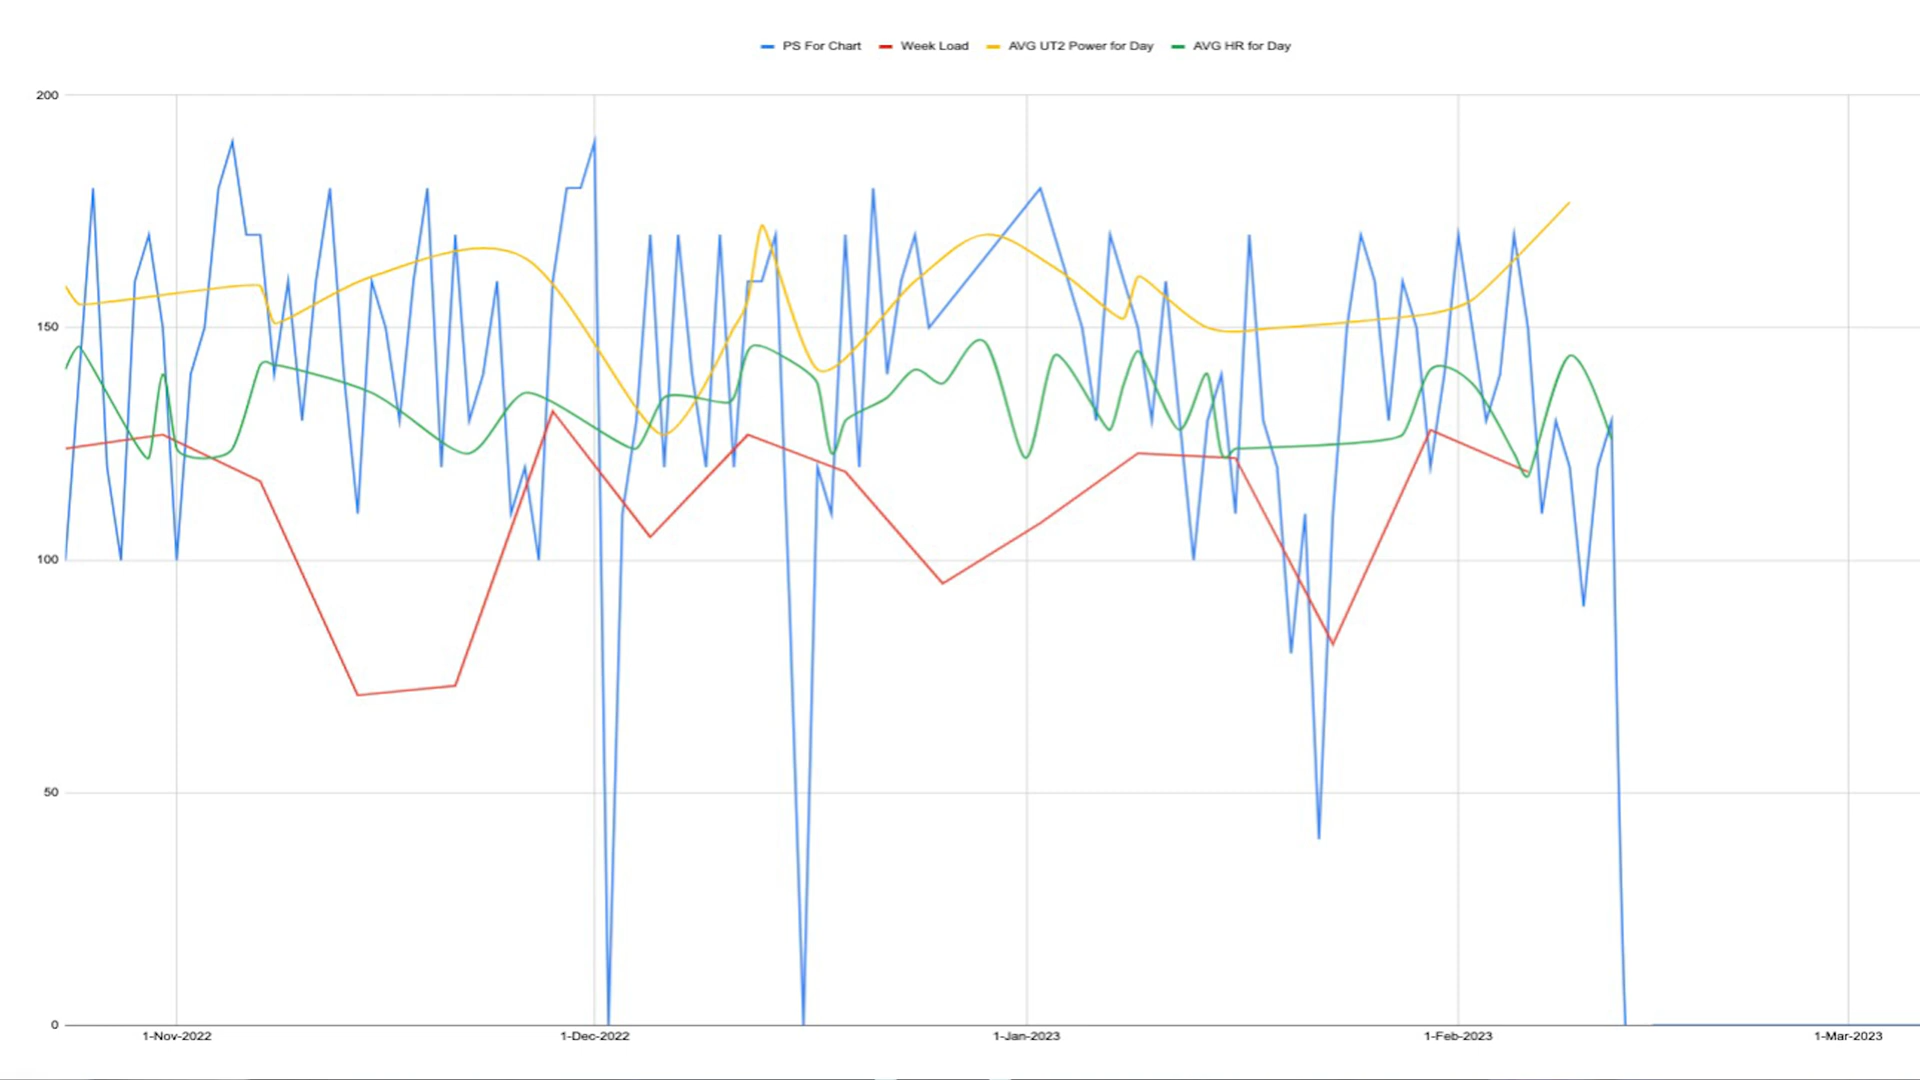 PS For Chart Week Load AVG UT2 Power for Day AVG HR for Day
200
150
100
50
0
1-Nov-2022 1-Dec-2022 1-Jan-2023 1-Feb-2023 1-Mar-2023